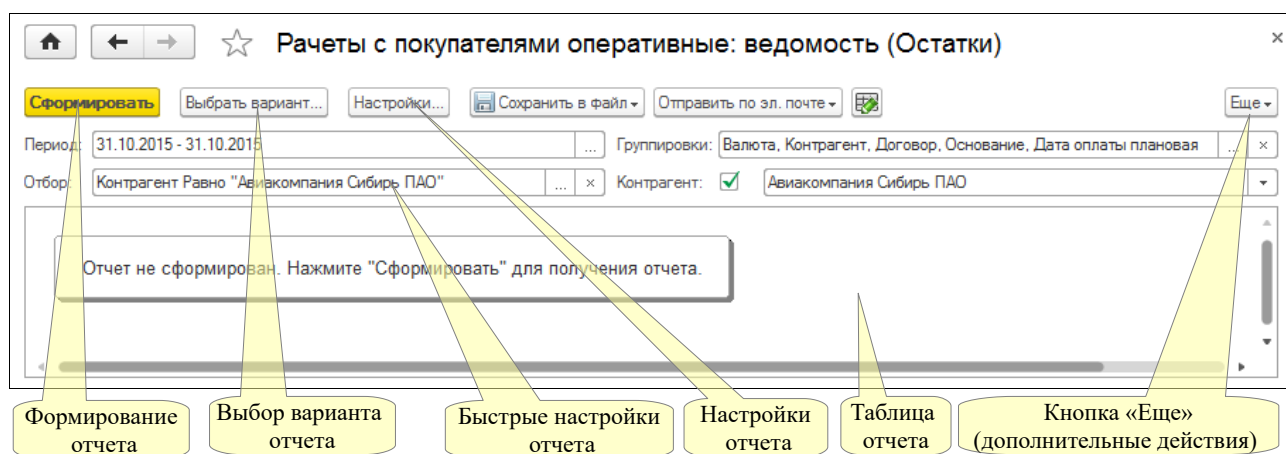 Рачеты с покупателями оперативные: ведомость (Остатки)
Сформировать Выбрать вариант... Настройки... Сохранить в файл Отправить по эл. почте Еще
Период: 31.10.2015 - 31.10.2015 ... Группировки: Валюта, Контрагент, Договор, Основание, Дата оплаты плановая ...
Отбор: Контрагент Равно "Авиакомпания Сибирь ПАО" ... Контрагент: Авиакомпания Сибирь ПАО
Отчет не сформирован. Нажмите "Сформировать" для получения отчета.
Формирование
отчета
Выбор варианта
отчета
Быстрые настройки
отчета
Настройки
отчета
Таблица
отчета
Кнопка «Еще»
(дополнительные действия)